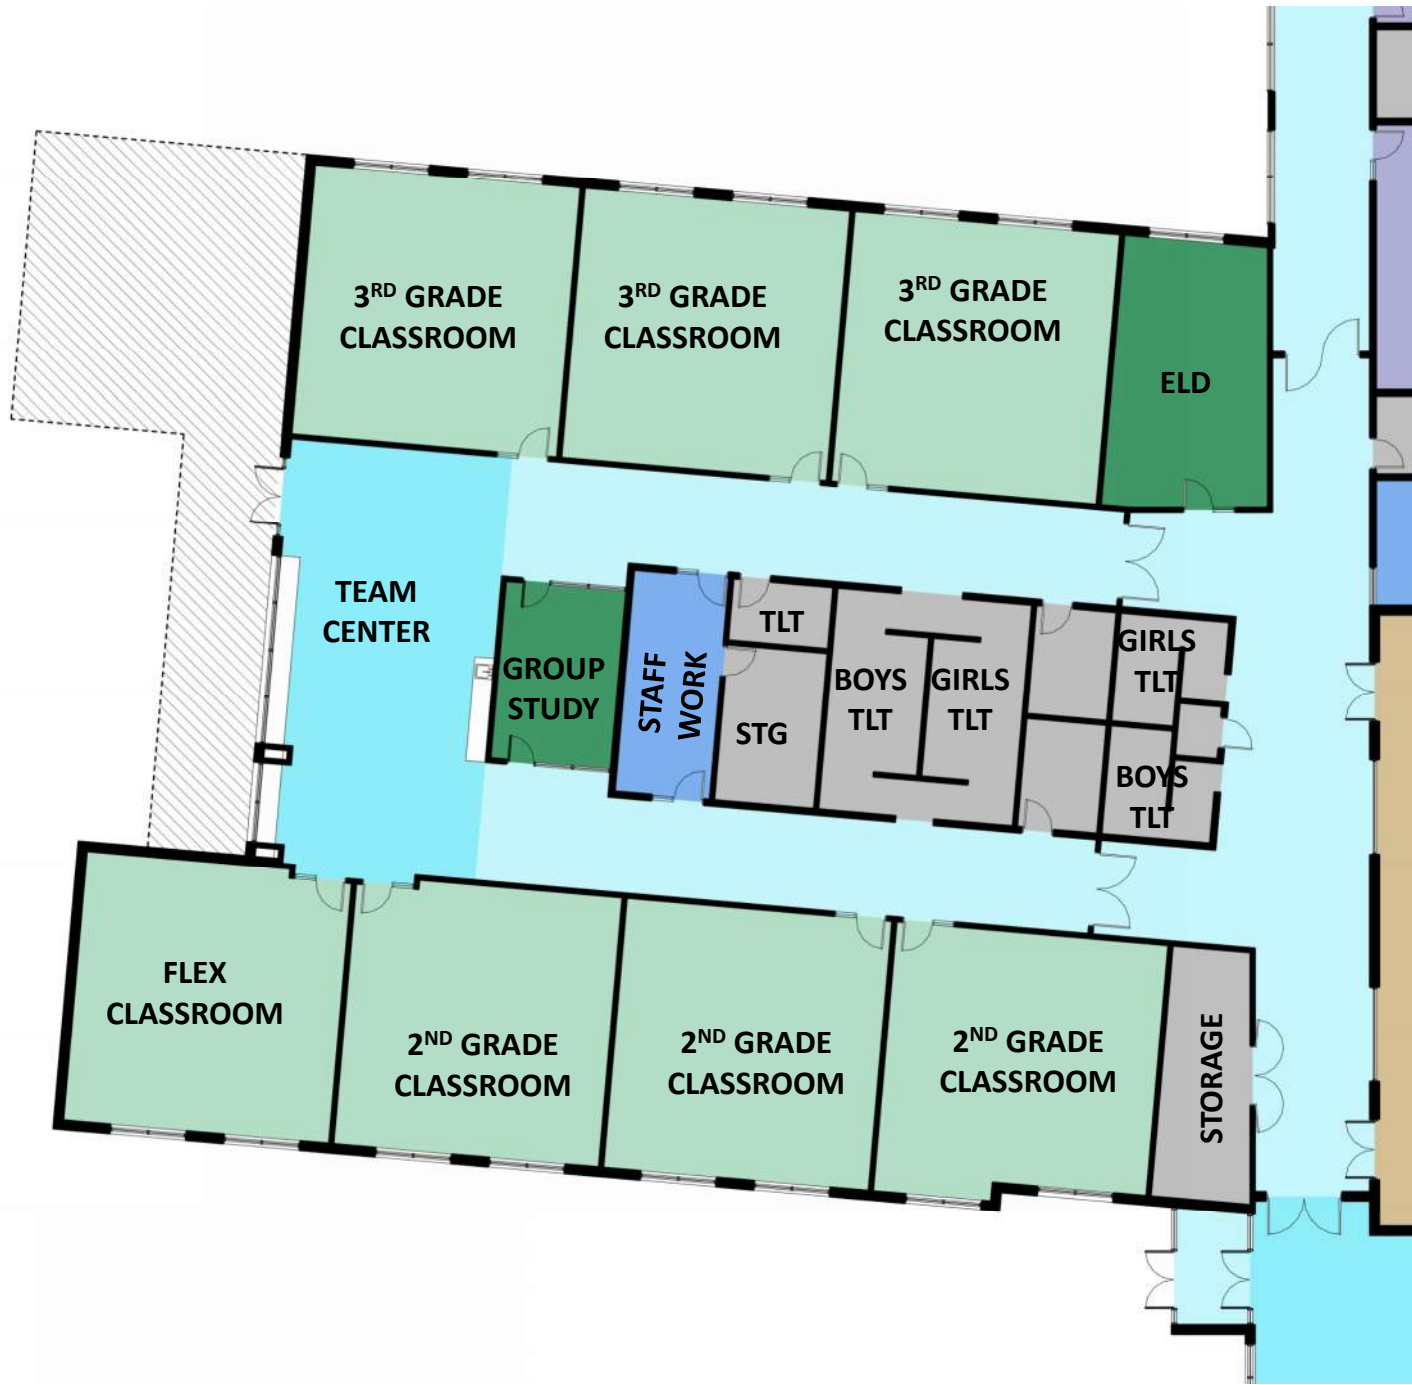 3RD GRADE
CLASSROOM
3RD GRADE
CLASSROOM
3RD GRADE
CLASSROOM
ELD
TEAM
CENTER
GROUP
STUDY
STAFF
WORK
TLT
STG
BOYS
TLT
GIRLS
TLT
GIRLS
TLT
BOYS
TLT
FLEX
CLASSROOM
2ND GRADE
CLASSROOM
2ND GRADE
CLASSROOM
2ND GRADE
CLASSROOM
STORAGE